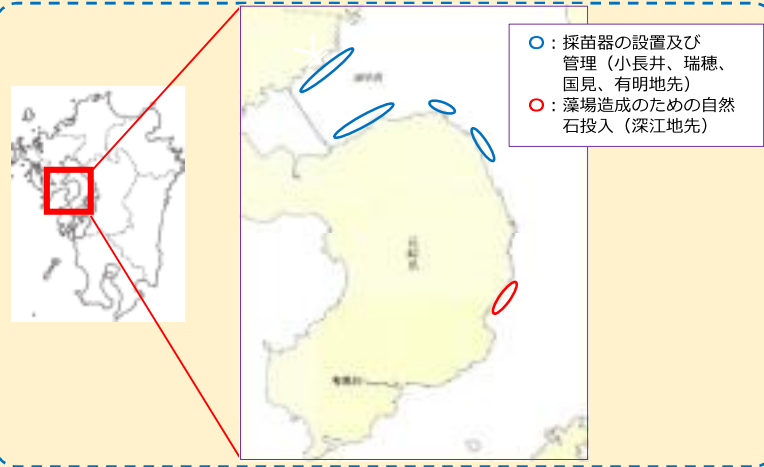 ○：採苗器の設置及び
管理（小長井、瑞穂、
国見、有明地先）
○：藻場造成のための自然
石投入（深江地先）